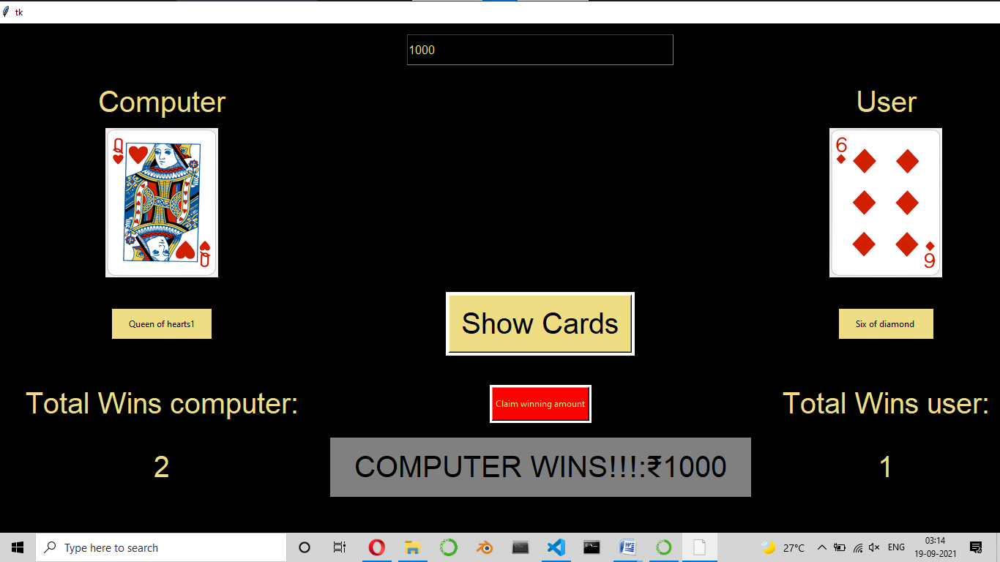 tk
1000
Computer
User
Q
Q
6
6
Show Cards
Queen of hearts1
Six of diamond
Total Wins computer:
Claim winning amount
Total Wins user:
2
COMPUTER WINS!!!:₹1000
1
Type here to search
27°C
ENG
03:14
19-09-2021